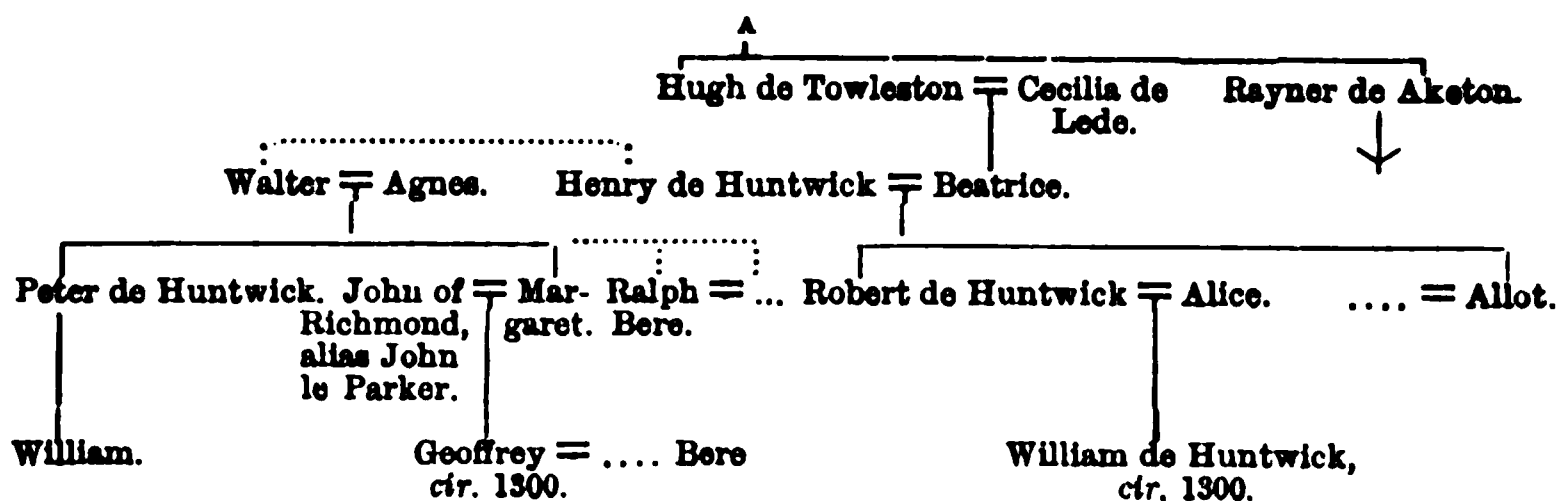 A
Hugh de Towleston = Cecilia de Lede. Rayner de Aketon.
Walter = Agnes. Henry de Huntwick = Beatrice.
Peter de Huntwick. John of = Mar- Ralph = ... Robert de Huntwick = Alice. .... = Allot.
Richmond, garet. Bere.
alias John
le Parker.
William. Geoffrey = .... Bere William de Huntwick,
cir. 1300. cir. 1300.